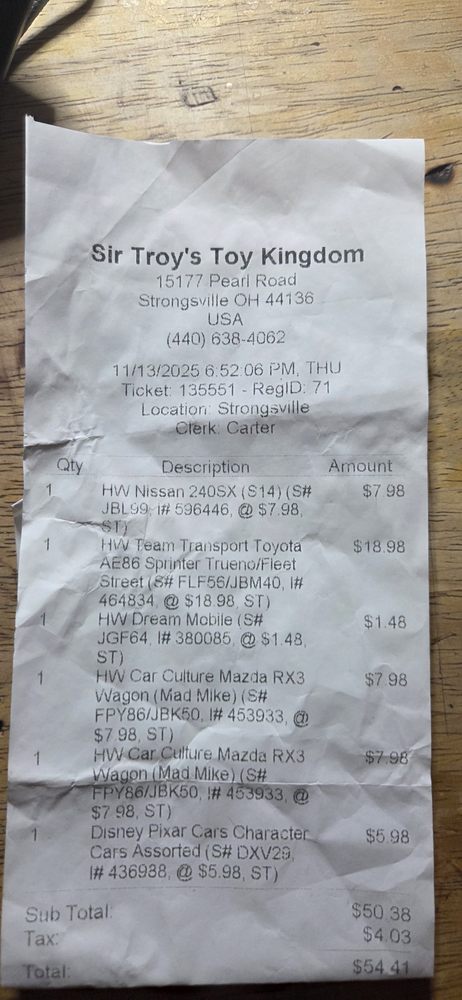 Sir Troy's Toy Kingdom
15177 Pearl Road
Strongsville OH 44136
USA
(440) 638-4062
11/13/2025 6:52:06 PM, THU
Ticket: 135551 - RegID: 71
Location: Strongsville
Clerk: Carter
Qty Description Amount
1 HW Nissan 240SX (S14) (S# $7.98
JBL99, I# 596446, @ $7.98,
ST)
1 HW Team Transport Toyota $18.98
AE86 Sprinter Trueno/Fleet
Street (S# FLF56/JBM40, I#
464834, @ $18.98, ST)
1 HW Dream Mobile (S# $1.48
JGF64, I# 380085, @ $1.48,
ST)
1 HW Car Culture Mazda RX3 $7.98
Wagon (Mad Mike) (S#
FPY86/JBK50, I# 453933, @
$7.98, ST)
1 HW Car Culture Mazda RX3 $7.98
Wagon (Mad Mike) (S#
FPY86/JBK50, I# 453933, @
$7.98, ST)
1 Disney Pixar Cars Character $5.98
Cars Assorted (S# DXV29,
I# 436938, @ $5.98, ST)
Sub Total: $50.38
Tax: $4.03
Total: $54.41